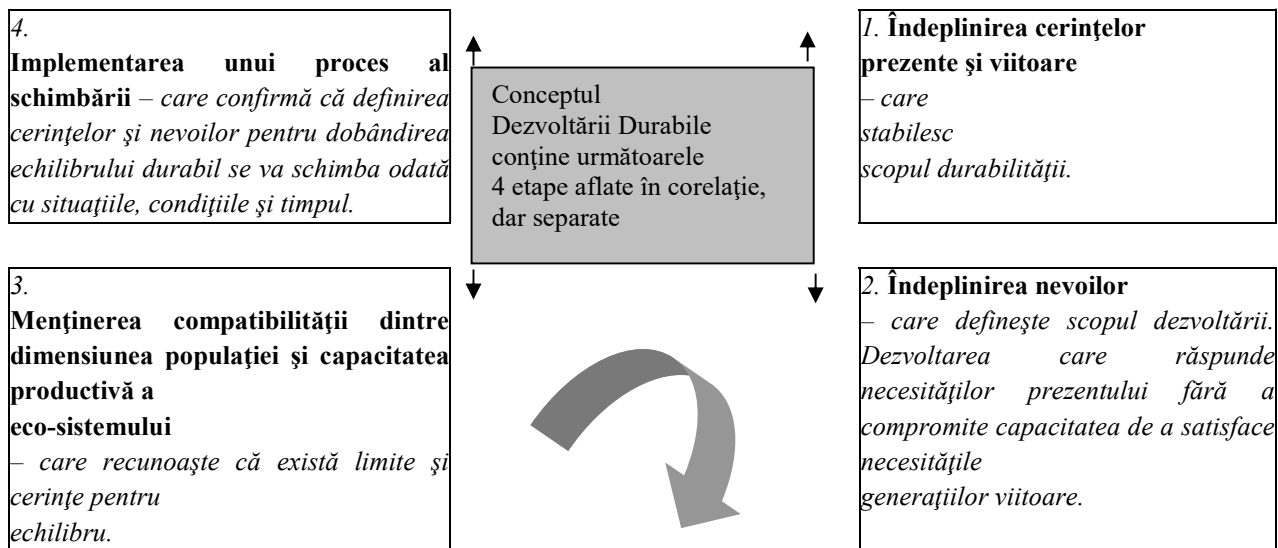 4.
Implementarea unui proces al
schimbării – care confirmă că definirea
cerinţelor şi nevoilor pentru dobândirea
echilibrului durabil se va schimba odată
cu situaţiile, condiţiile şi timpul.
Conceptul
Dezvoltării Durabile
conţine următoarele
4 etape aflate în corelaţie,
dar separate
1. Îndeplinirea cerinţelor
prezente şi viitoare
– care
stabilesc
scopul durabilităţii.
3.
Menţinerea compatibilităţii dintre
dimensiunea populaţiei şi capacitatea
productivă a
eco-sistemului
– care recunoaşte că există limite şi
cerinţe pentru
echilibru.
2. Îndeplinirea nevoilor
– care defineşte scopul dezvoltării.
Dezvoltarea care răspunde
necesităţilor prezentului fără a
compromite capacitatea de a satisface
necesităţile
generaţiilor viitoare.